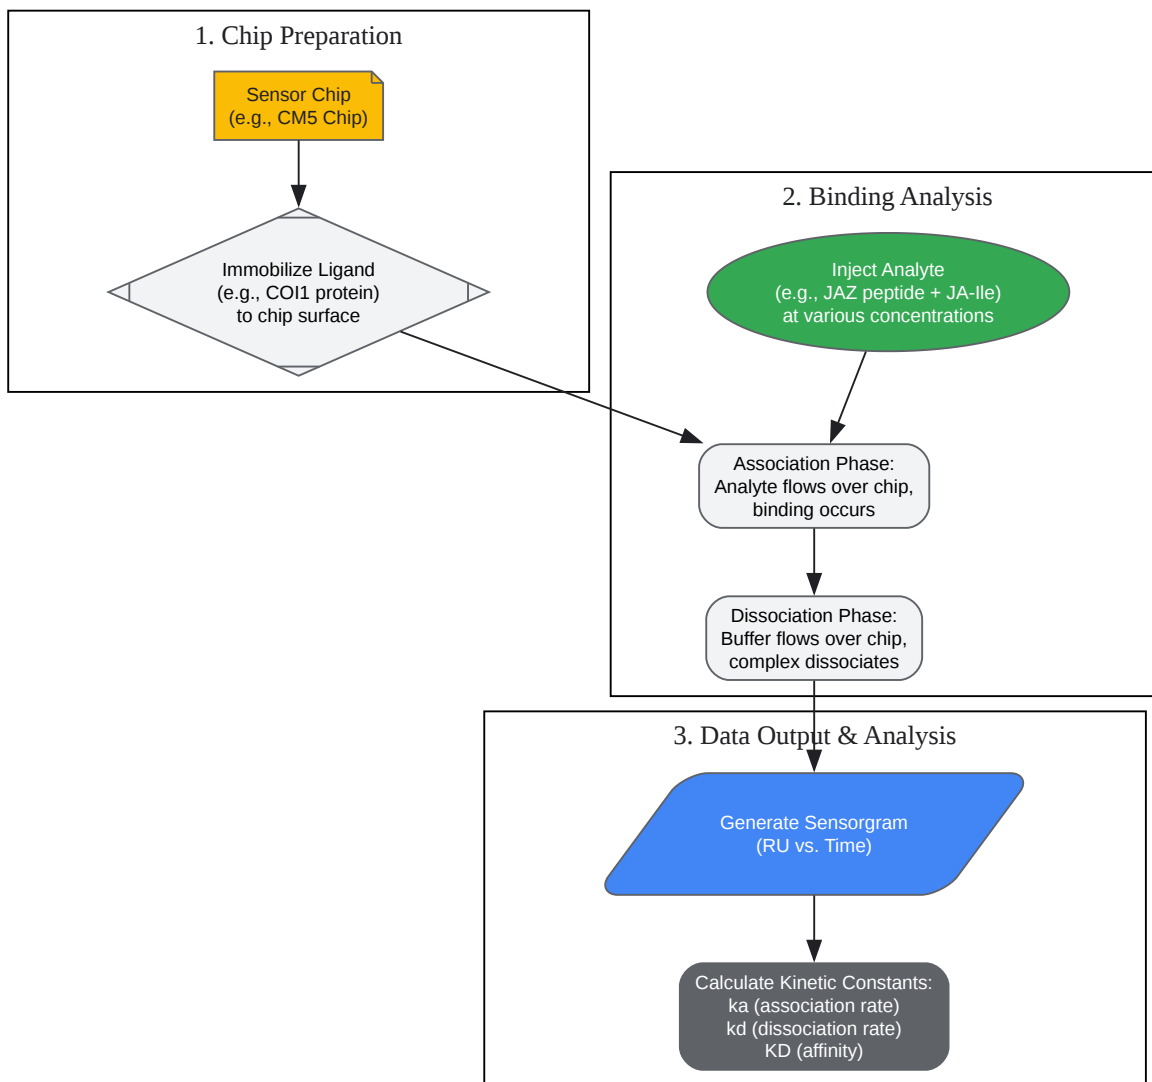 1. Chip Preparation
Sensor Chip
(e.g., CM5 Chip)
Immobilize Ligand
(e.g., COI1 protein)
to chip surface
2. Binding Analysis
Inject Analyte
(e.g., JAZ peptide + JA-Ile)
at various concentrations
Association Phase:
Analyte flows over chip,
binding occurs
Dissociation Phase:
Buffer flows over chip,
complex dissociates
3. Data Output & Analysis
Generate Sensorgram
(RU vs. Time)
Calculate Kinetic Constants:
ka (association rate)
kd (dissociation rate)
KD (affinity)